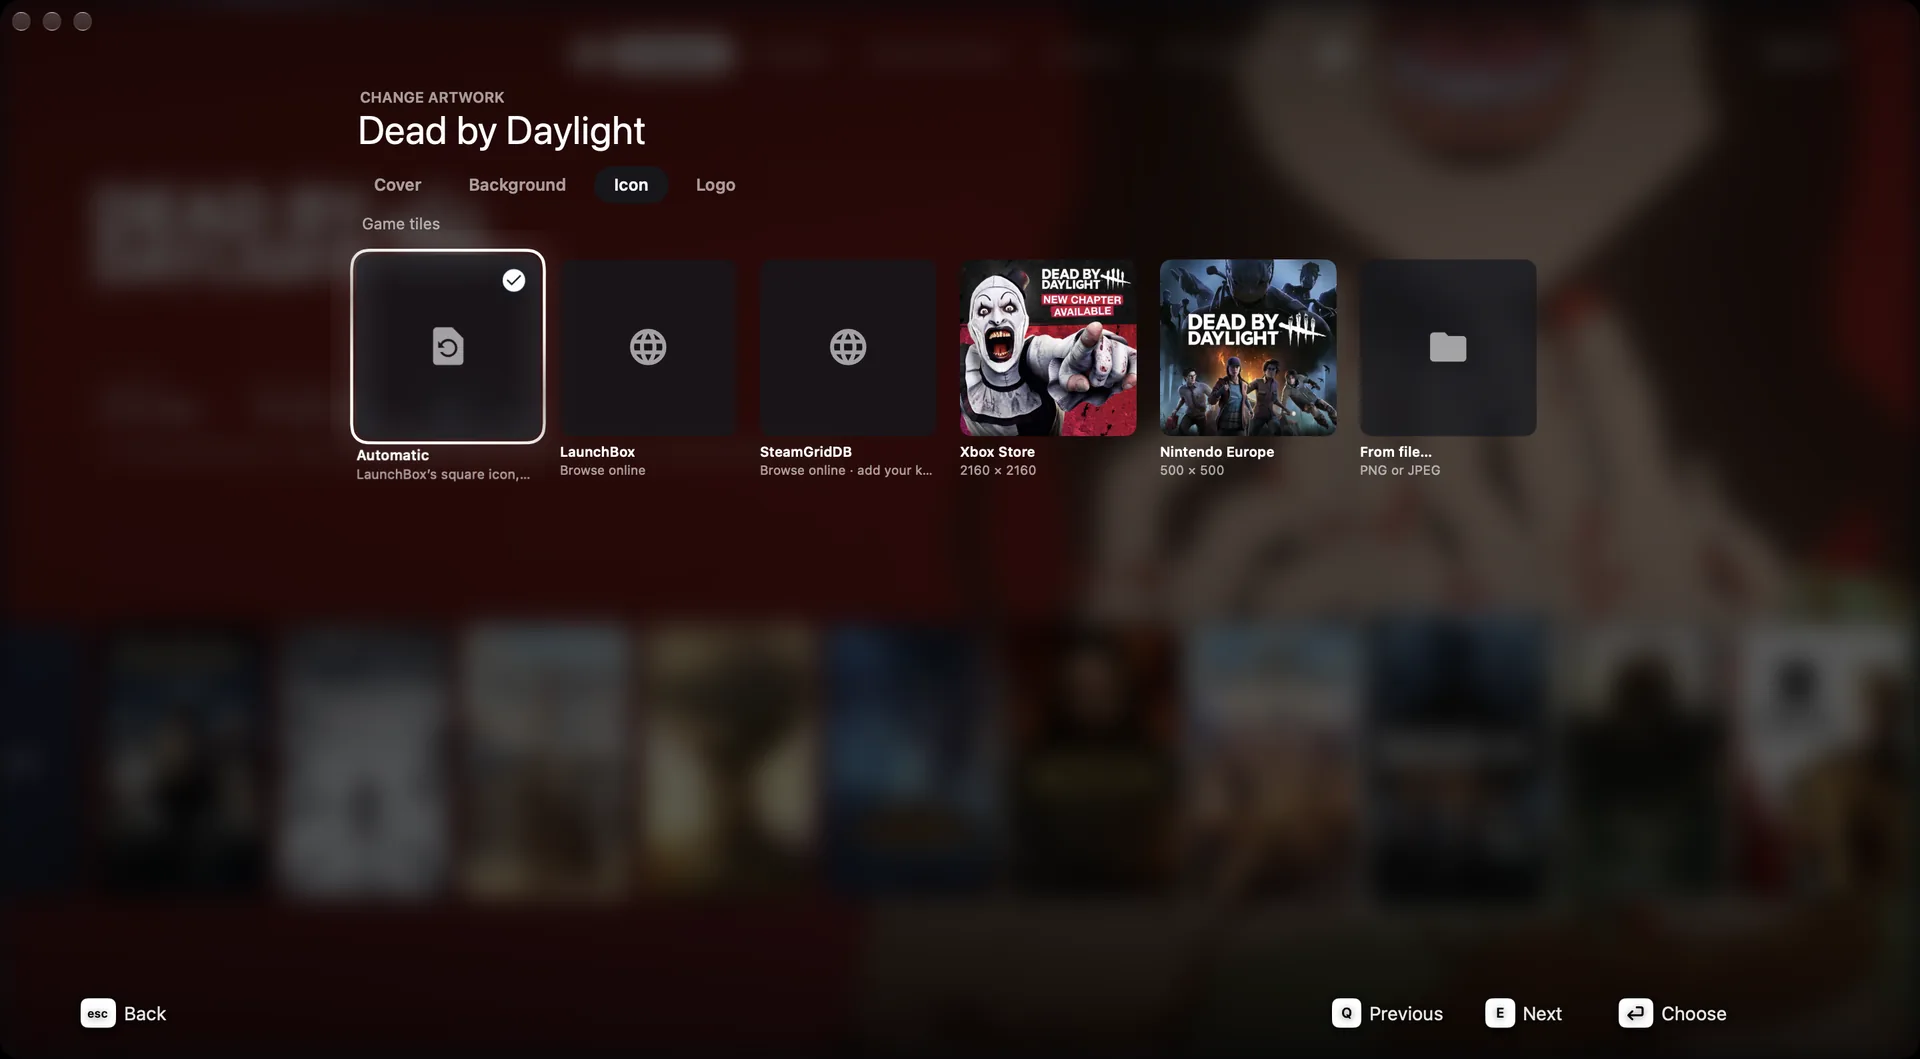 CHANGE ARTWORK
Dead by Daylight
Cover
Background
Icon
Logo
Game tiles
DEAD BY
DAYLIGHT
NEW CHAPTER
AVAILABLE
DEAD BY
DAYLIGHT
Automatic
LaunchBox’s square icon,...
LaunchBox
Browse online
SteamGridDB
Browse online · add your k...
Xbox Store
2160 × 2160
Nintendo Europe
500 × 500
From file...
PNG or JPEG
esc Back
Q Previous
E Next
Choose